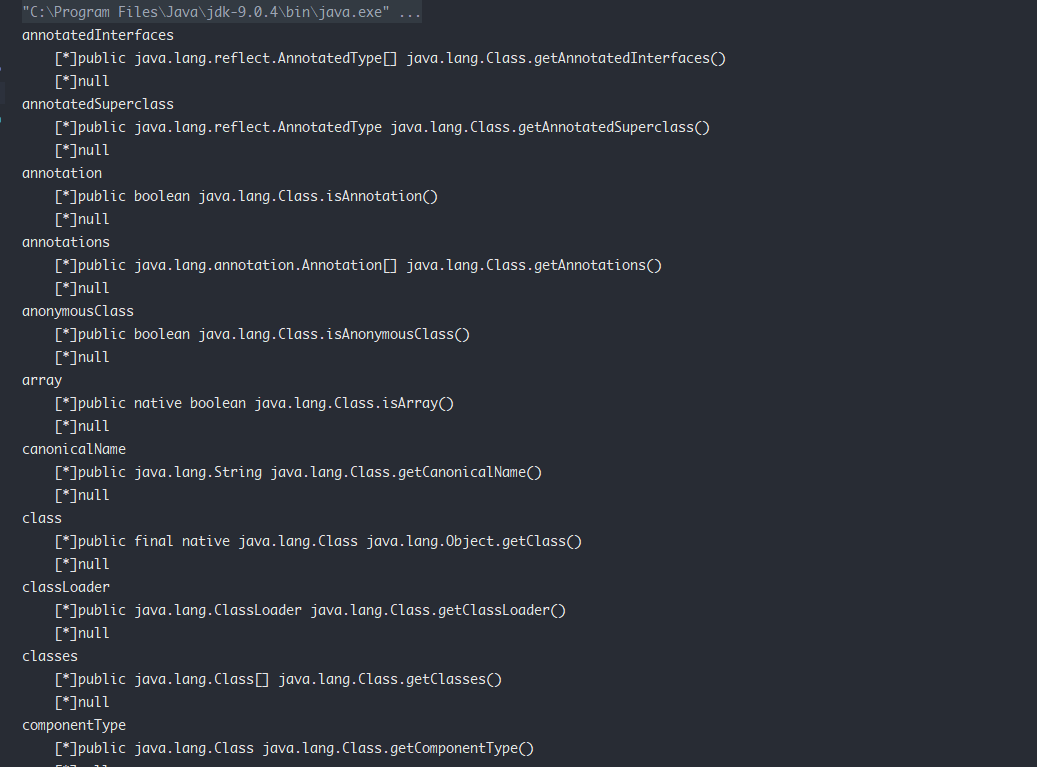 "C:\Program Files\Java\jdk-9.0.4\bin\java.exe" ...
annotatedInterfaces
    [*]public java.lang.reflect.AnnotatedType[] java.lang.Class.getAnnotatedInterfaces()
    [*]null
annotatedSuperclass
    [*]public java.lang.reflect.AnnotatedType java.lang.Class.getAnnotatedSuperclass()
    [*]null
annotation
    [*]public boolean java.lang.Class.isAnnotation()
    [*]null
annotations
    [*]public java.lang.annotation.Annotation[] java.lang.Class.getAnnotations()
    [*]null
anonymousClass
    [*]public boolean java.lang.Class.isAnonymousClass()
    [*]null
array
    [*]public native boolean java.lang.Class.isArray()
    [*]null
canonicalName
    [*]public java.lang.String java.lang.Class.getCanonicalName()
    [*]null
class
    [*]public final native java.lang.Class java.lang.Object.getClass()
    [*]null
classLoader
    [*]public java.lang.ClassLoader java.lang.Class.getClassLoader()
    [*]null
classes
    [*]public java.lang.Class[] java.lang.Class.getClasses()
    [*]null
componentType
    [*]public java.lang.Class java.lang.Class.getComponentType()